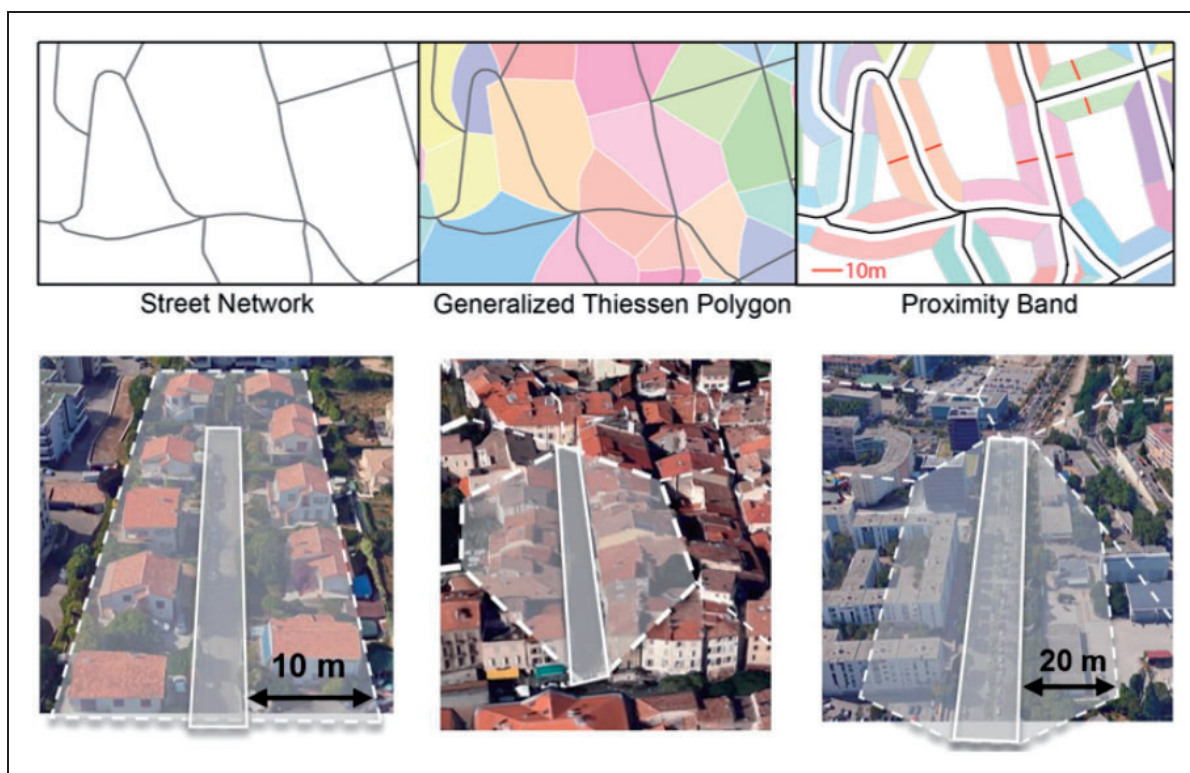 10m
Street Network
Generalized Thiessen Polygon
Proximity Band
10 m
20 m